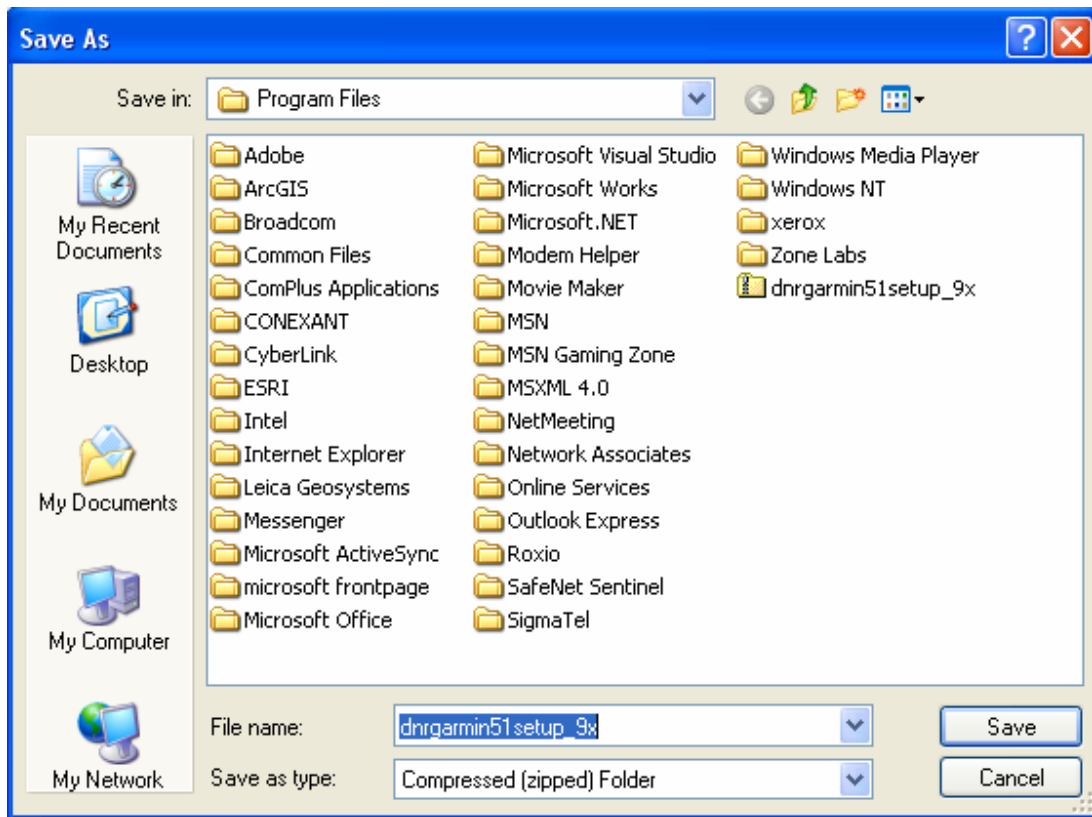 Save As
Save in:
Program Files
My Recent
Documents
Desktop
My Documents
My Computer
My Network
Adobe
ArcGIS
Broadcom
Common Files
ComPlus Applications
CONEXANT
CyberLink
ESRI
Intel
Internet Explorer
Leica Geosystems
Messenger
Microsoft ActiveSync
microsoft frontpage
Microsoft Office
Microsoft Visual Studio
Microsoft Works
Microsoft.NET
Modem Helper
Movie Maker
MSN
MSN Gaming Zone
MSXML 4.0
NetMeeting
Network Associates
Online Services
Outlook Express
Roxio
SafeNet Sentinel
SigmaTel
Windows Media Player
Windows NT
xerox
Zone Labs
dnrgarmin51setup_9x
File name:
dnrgarmin51setup_9x
Save
Save as type:
Compressed (zipped) Folder
Cancel